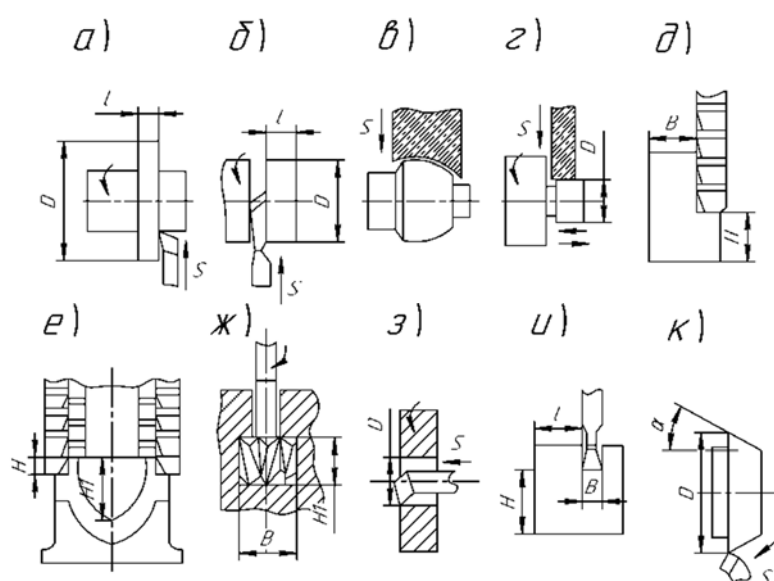 а) б) в) г) д)
l D S
l D S
S
S D
B H
е) ж) з) и) к)
H H1
B H1
D S
l H B
α D S